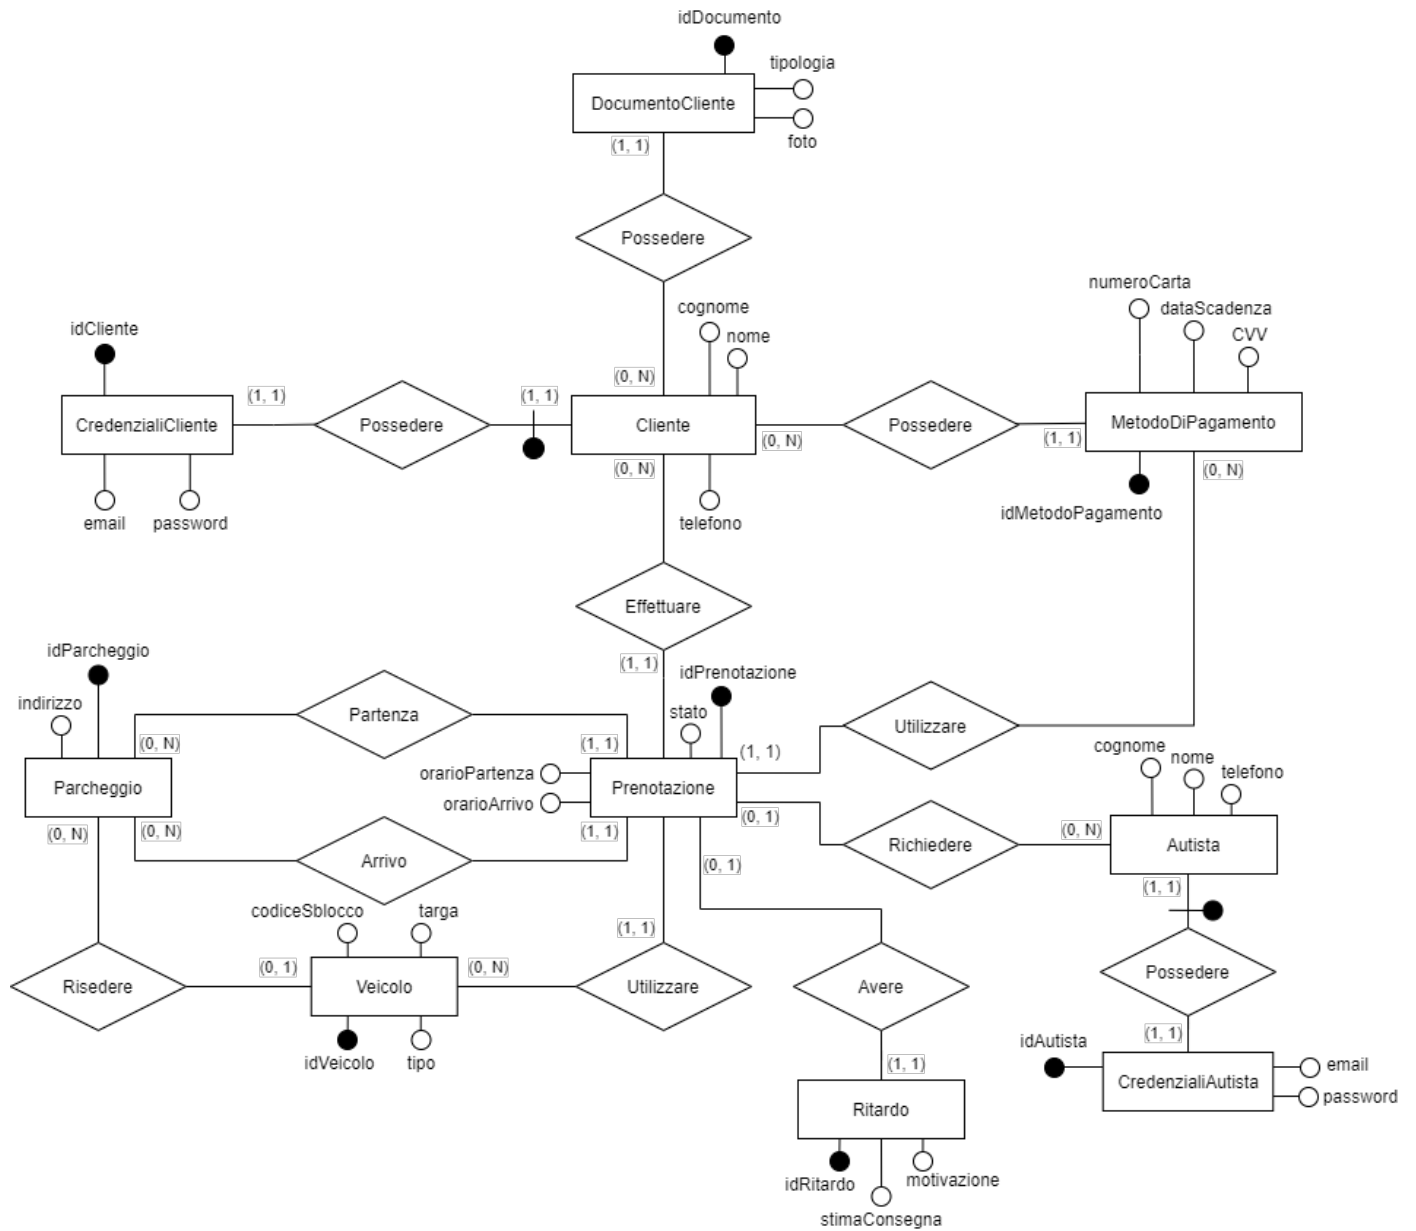 idDocumento
tipologia
DocumentoCliente
foto
(1, 1)
Possedere
numeroCarta
cognome
dataScadenza
idCliente
nome
CVV
(0, N)
(1, 1)
(1, 1)
CredenzialiCliente
Possedere
Cliente
Possedere
MetodoDiPagamento
(0, N)
(1, 1)
(0, N)
(0, N)
idMetodoPagamento
email
password
telefono
Effettuare
idParcheggio
(1, 1)
idPrenotazione
indirizzo
Partenza
stato
Utilizzare
(0, N)
(1, 1)
(1, 1)
cognome
nome
telefono
orarioPartenza
Parcheggio
Prenotazione
orarioArrivo
(0, N)
(0, N)
(1, 1)
(0, 1)
(0, N)
Richiedere
Autista
Arrivo
(0, 1)
(1, 1)
codiceSblocco
targa
(1, 1)
(0, 1)
(0, N)
Possedere
Risedere
Veicolo
Utilizzare
Avere
(1, 1)
idAutista
idVeicolo
tipo
(1, 1)
email
CredenzialiAutista
password
Ritardo
idRitardo
motivazione
stimaConsegna